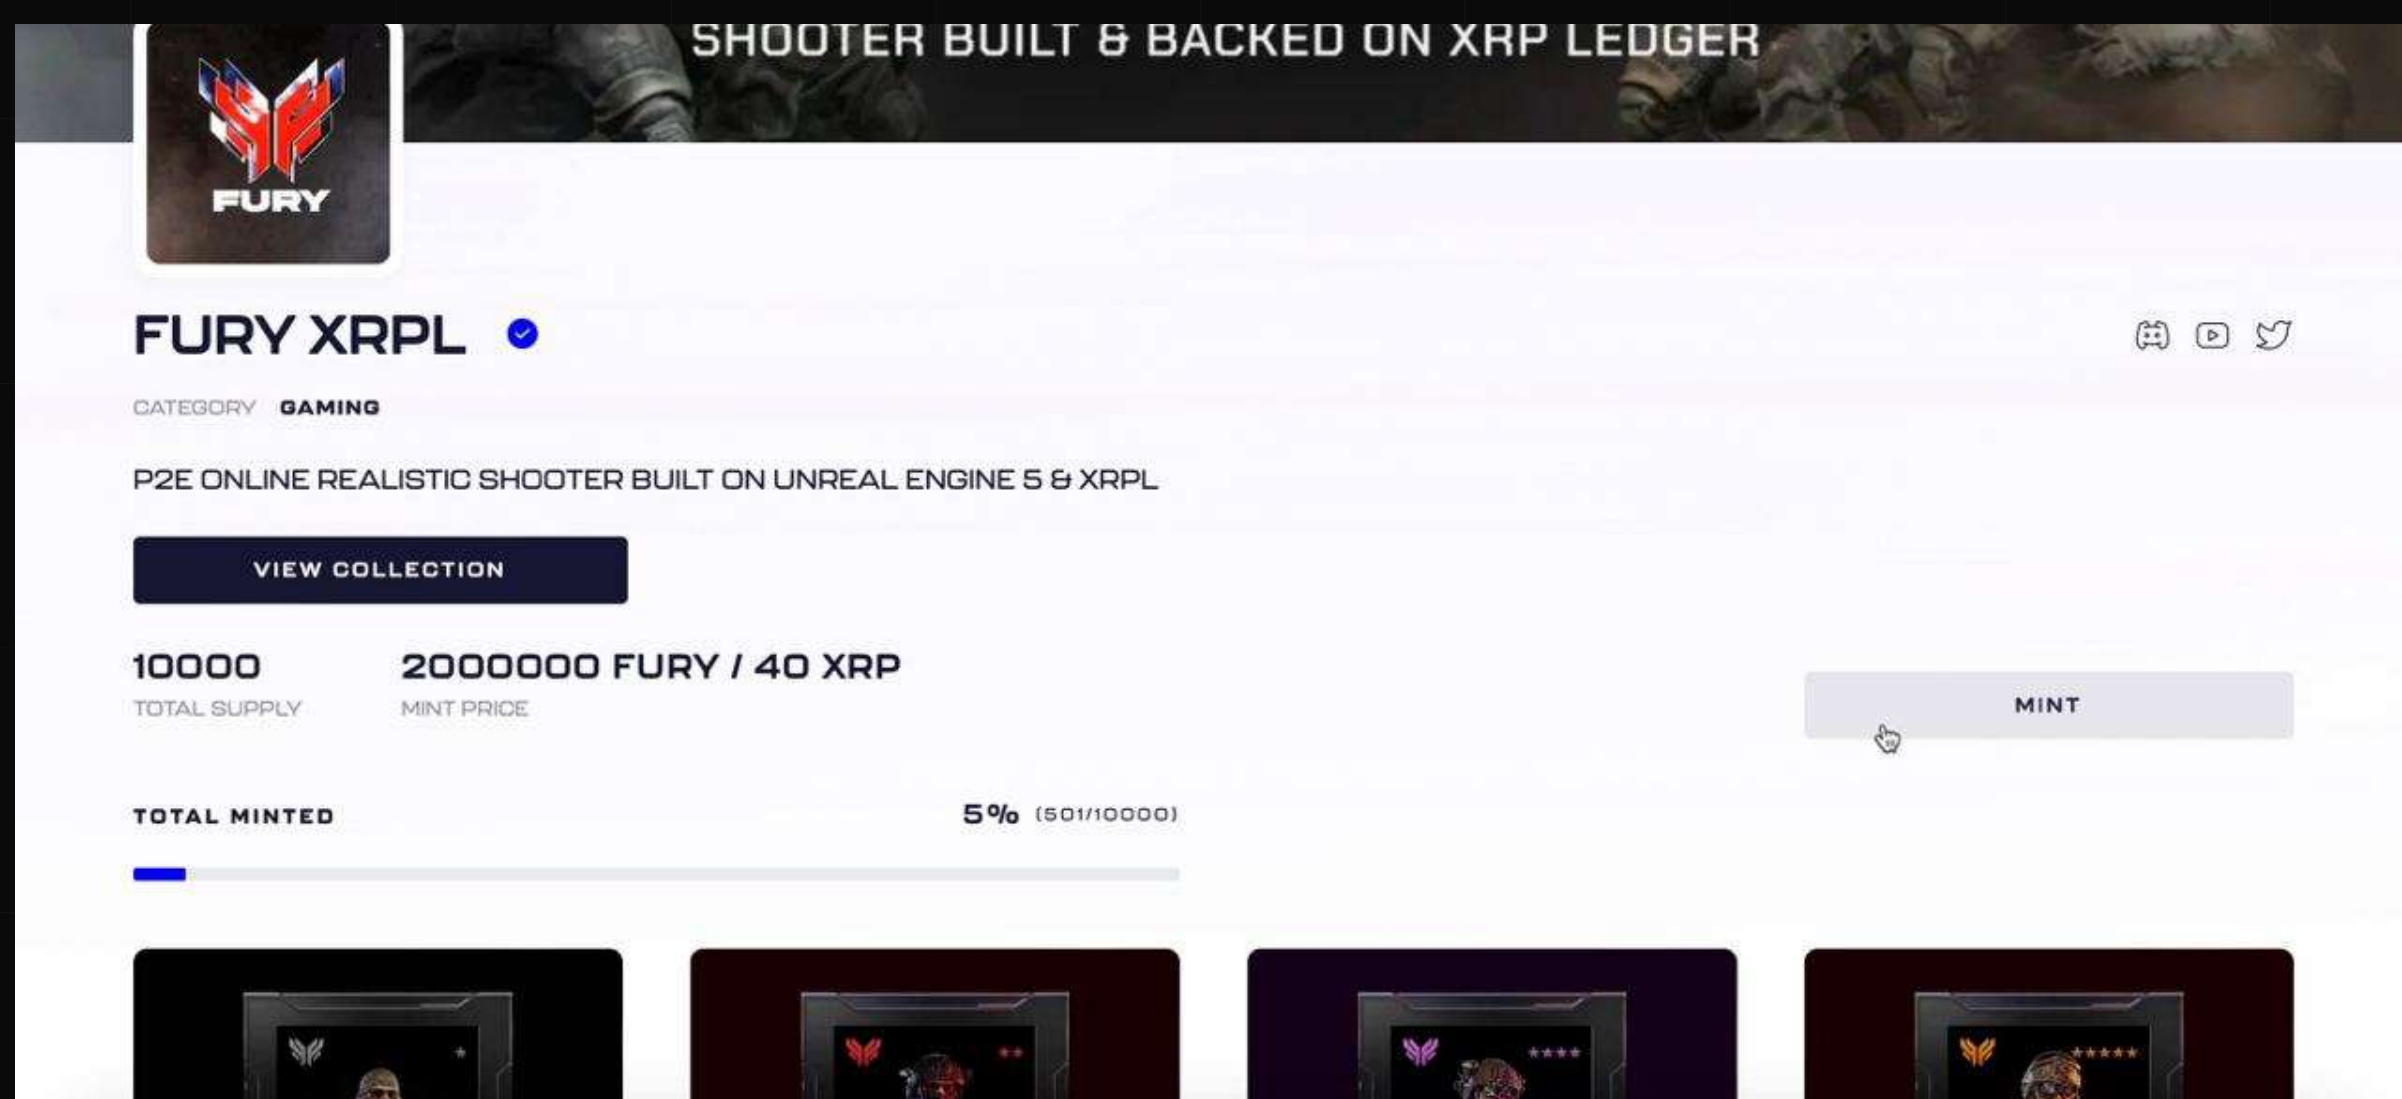 SHOOTER BUILT & BACKED ON XRP LEDGER
FURY
FURY XRPL
CATEGORY GAMING
P2E ONLINE REALISTIC SHOOTER BUILT ON UNREAL ENGINE 5 & XRPL
VIEW COLLECTION
10000 2000000 FURY / 40 XRP
TOTAL SUPPLY MINT PRICE
MINT
TOTAL MINTED 5% (501/10000)